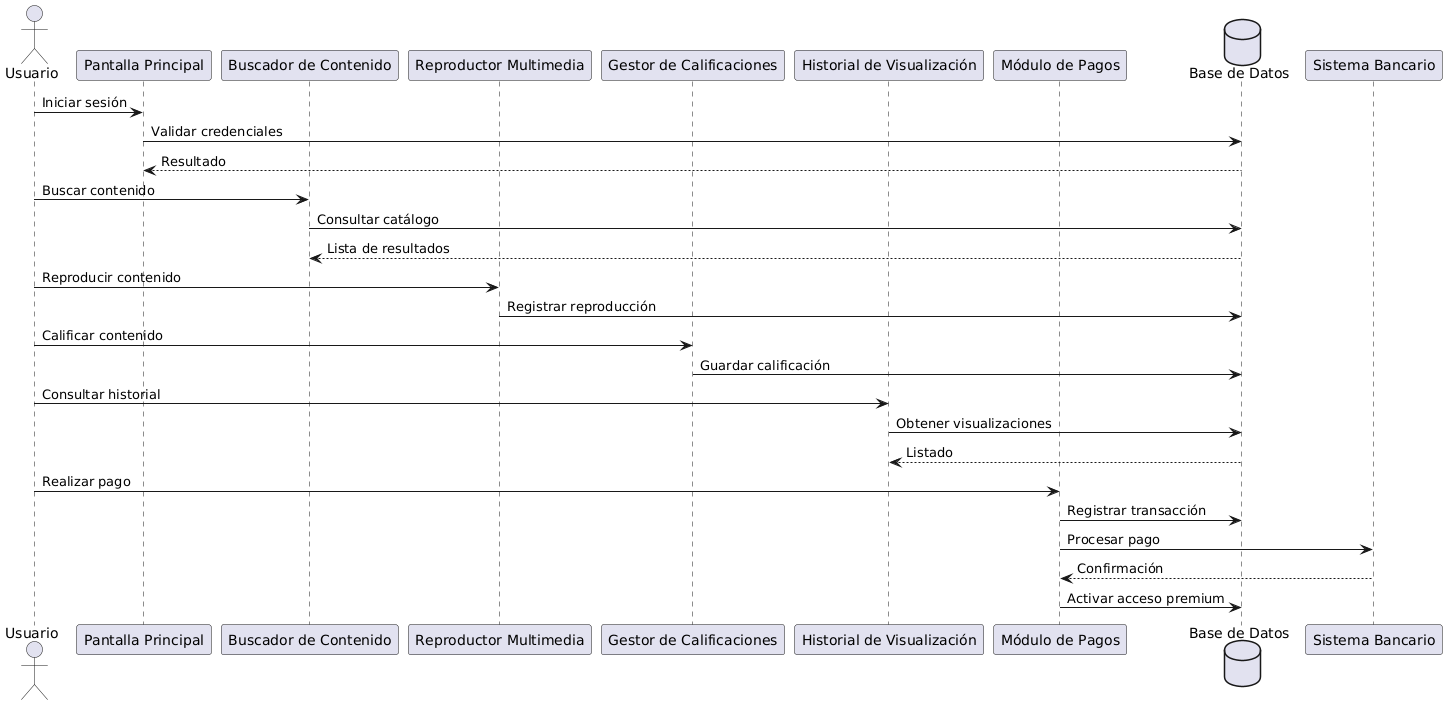 Usuario
Pantalla Principal
Buscador de Contenido
Reproductor Multimedia
Gestor de Calificaciones
Historial de Visualización
Módulo de Pagos
Base de Datos
Sistema Bancario
Iniciar sesión
Validar credenciales
Resultado
Buscar contenido
Consultar catálogo
Lista de resultados
Reproducir contenido
Registrar reproducción
Calificar contenido
Guardar calificación
Consultar historial
Obtener visualizaciones
Listado
Realizar pago
Registrar transacción
Procesar pago
Confirmación
Activar acceso premium
Usuario
Pantalla Principal
Buscador de Contenido
Reproductor Multimedia
Gestor de Calificaciones
Historial de Visualización
Módulo de Pagos
Base de Datos
Sistema Bancario